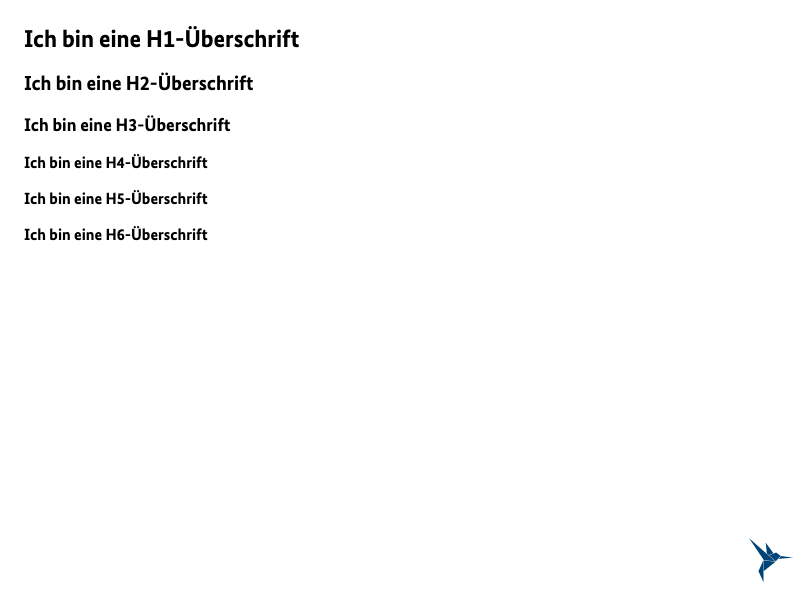 Ich bin eine H1-Überschrift
Ich bin eine H2-Überschrift
Ich bin eine H3-Überschrift
Ich bin eine H4-Überschrift
Ich bin eine H5-Überschrift
Ich bin eine H6-Überschrift